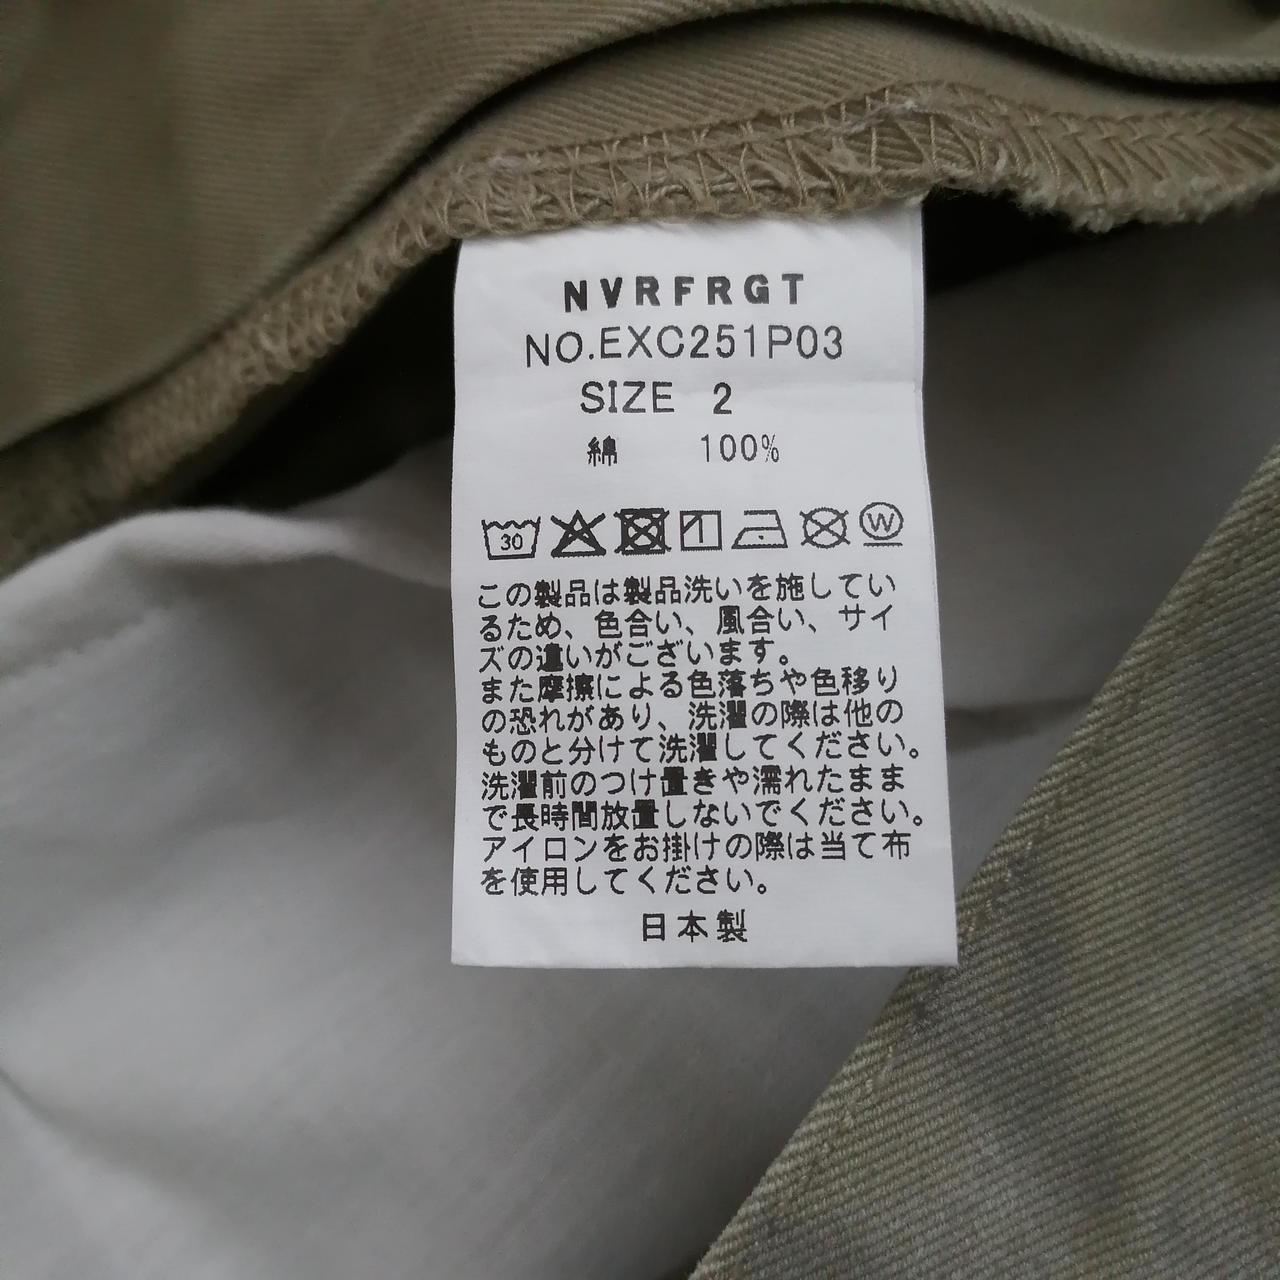 NVRFRGT
NO.EXC251P03
SIZE 2
綿 100%
30
W
この製品は製品洗いを施してい
るため、色合い、風合い、サイ
ズの違いがございます。
また摩擦による色落ちや色移り
の恐れがあり、洗濯の際は他の
ものと分けて洗濯してください。
洗濯前のつけ置きや濡れたまま
で長時間放置しないでください。
アイロンをお掛けの際は当て布
を使用してください。
日本製